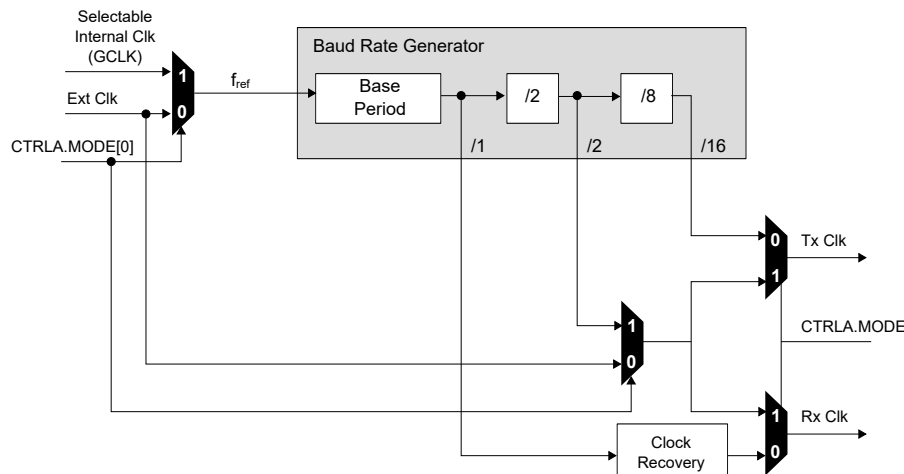 Selectable
Internal Clk
(GCLK)
Baud Rate Generator
1
fref
Base
Period
/2
/8
Ext Clk
0
CTRLA.MODE[0]
/1
/2
/16
0
Tx Clk
1
1
CTRLA.MODE
0
1
Rx Clk
Clock
Recovery
0